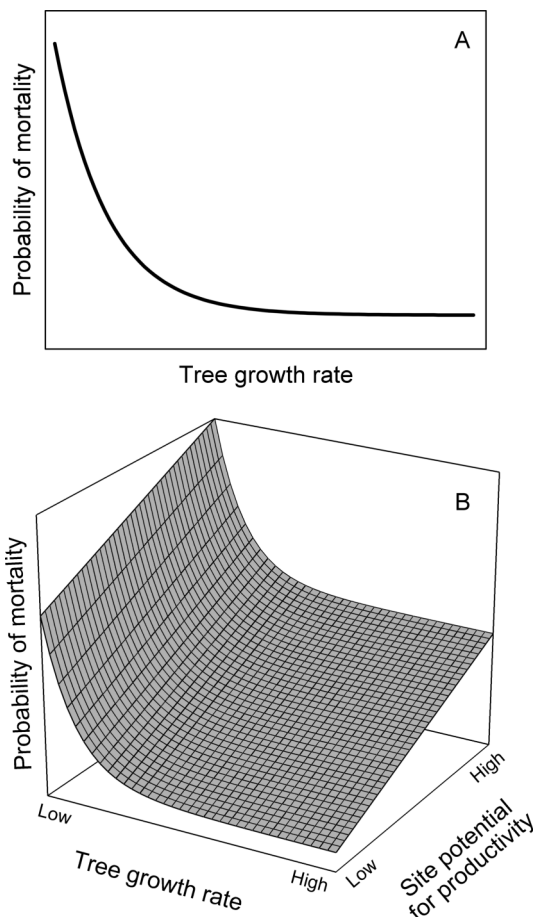 A
Probability of mortality
Tree growth rate
B
Probability of mortality
Low
Tree growth rate
High
Low
High
Site potential
for productivity